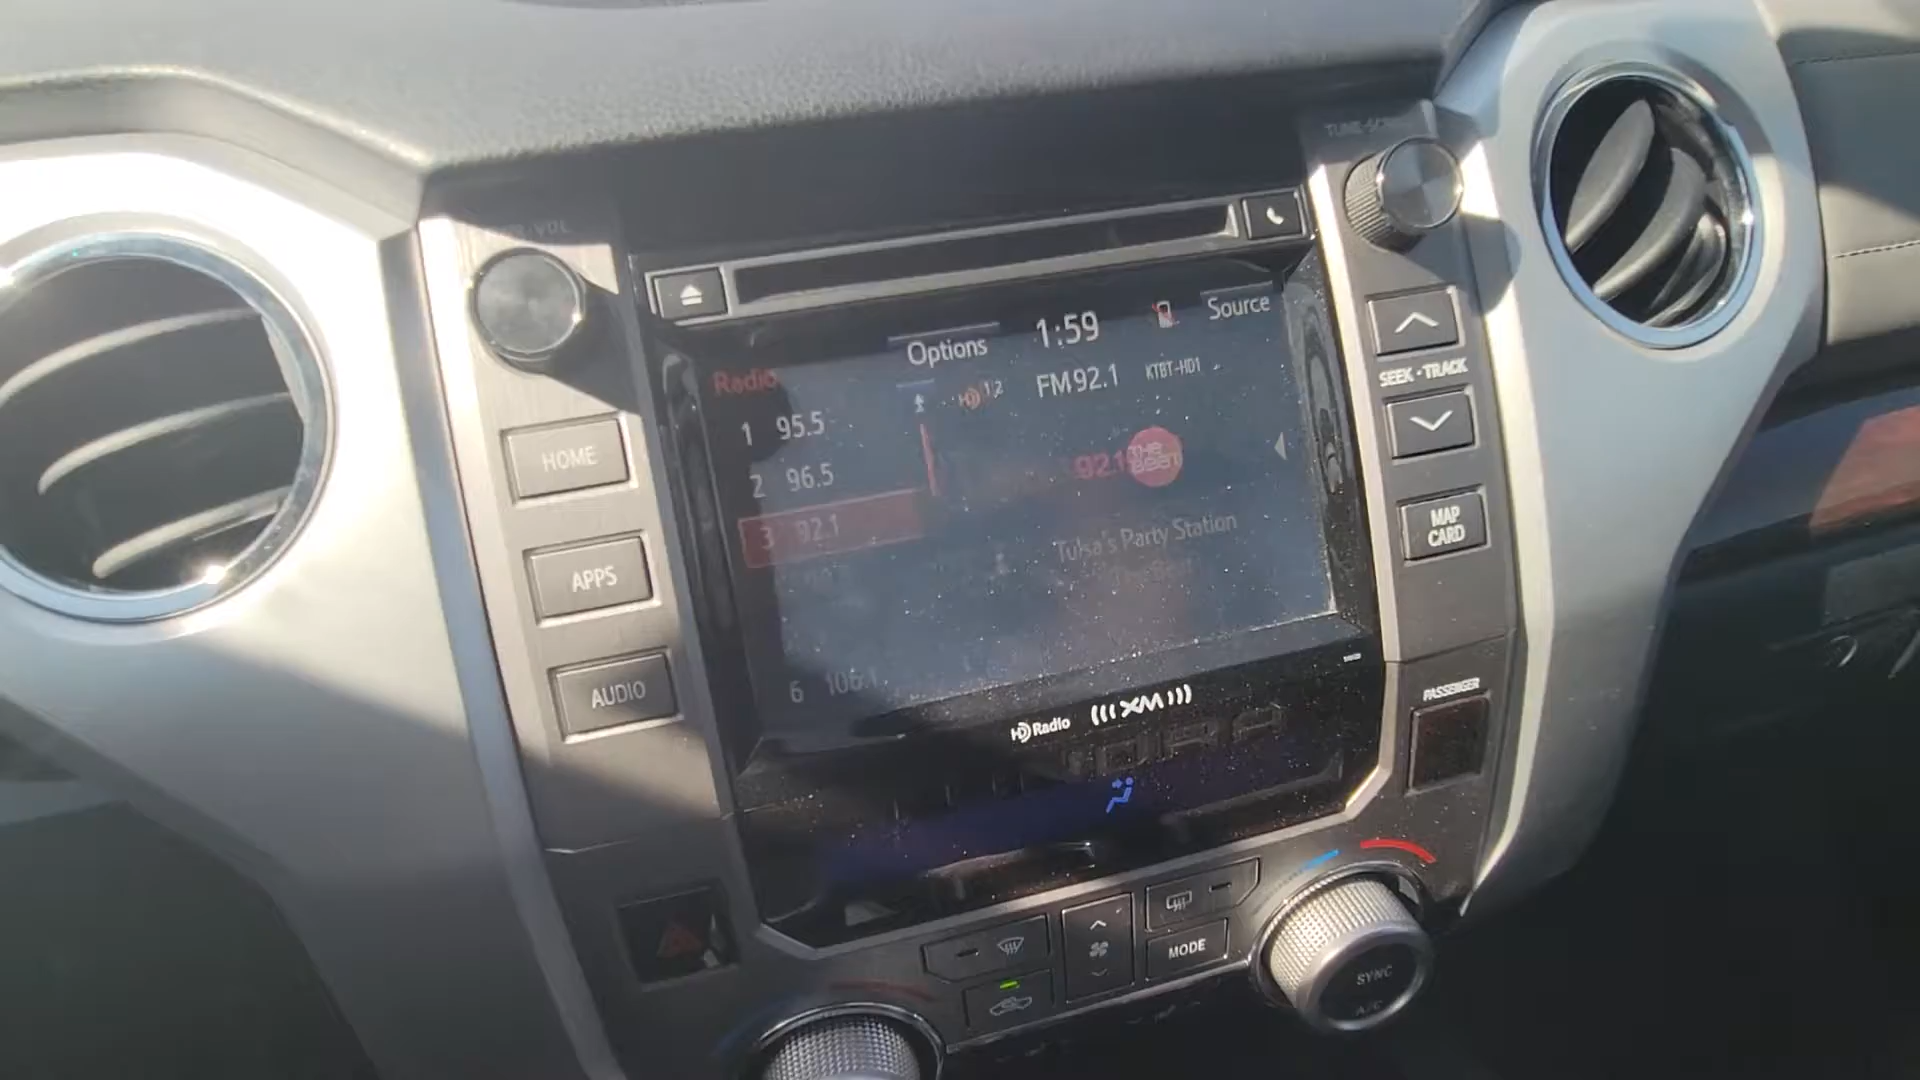 TUNE·SCROLL
VOL
HOME
APPS
AUDIO
Radio
Options
1:59
Source
HD 1,2
FM 92.1
KTBT-HD1
1 95.5
2 96.5
3 92.1
92.1 THE BEAT
Tulsa's Party Station
The Beat
6 106.1
SEEK · TRACK
MAP
CARD
HD Radio
(((XM)))
PASSENGER
MODE
SYNC
A/C